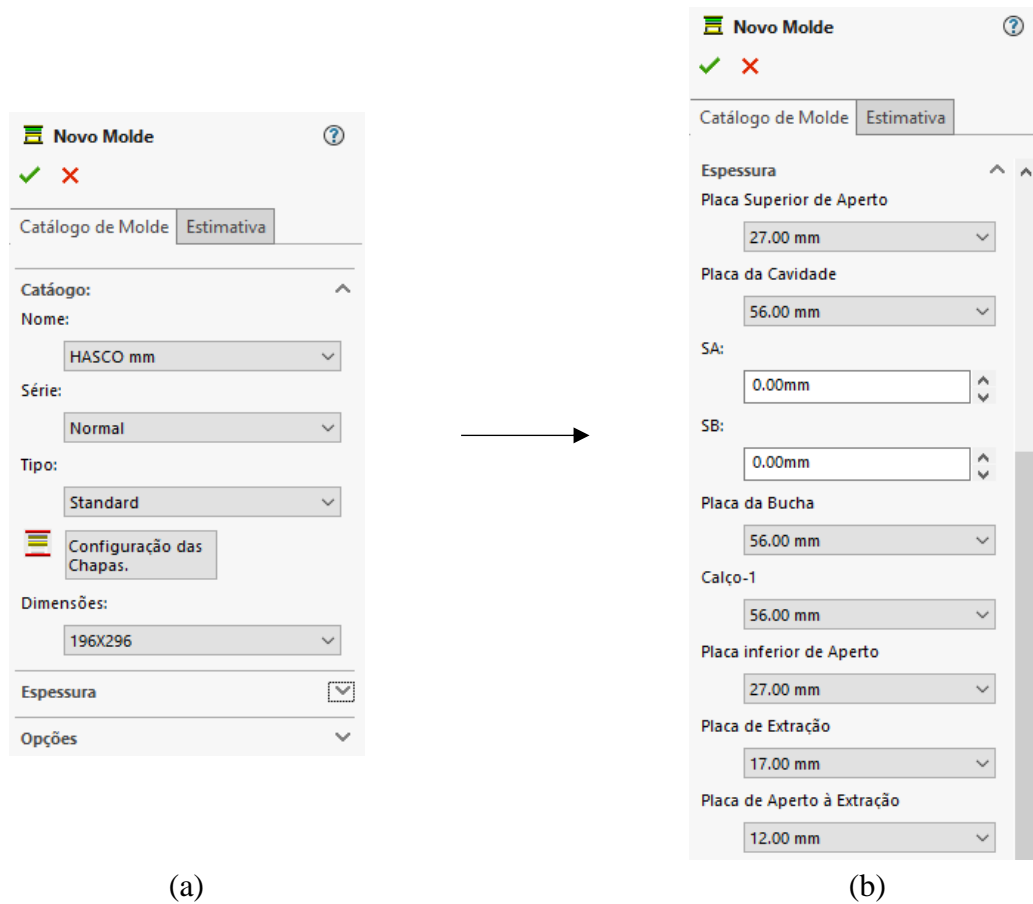 Novo Molde
Catálogo de Molde Estimativa
Catáogo:
Nome:
HASCO mm
Série:
Normal
Tipo:
Standard
Configuração das
Chapas.
Dimensões:
196X296
Espessura
Opções
(a)
Novo Molde
Catálogo de Molde Estimativa
Espessura
Placa Superior de Aperto
27.00 mm
Placa da Cavidade
56.00 mm
SA:
0.00mm
SB:
0.00mm
Placa da Bucha
56.00 mm
Calço-1
56.00 mm
Placa inferior de Aperto
27.00 mm
Placa de Extração
17.00 mm
Placa de Aperto à Extração
12.00 mm
(b)